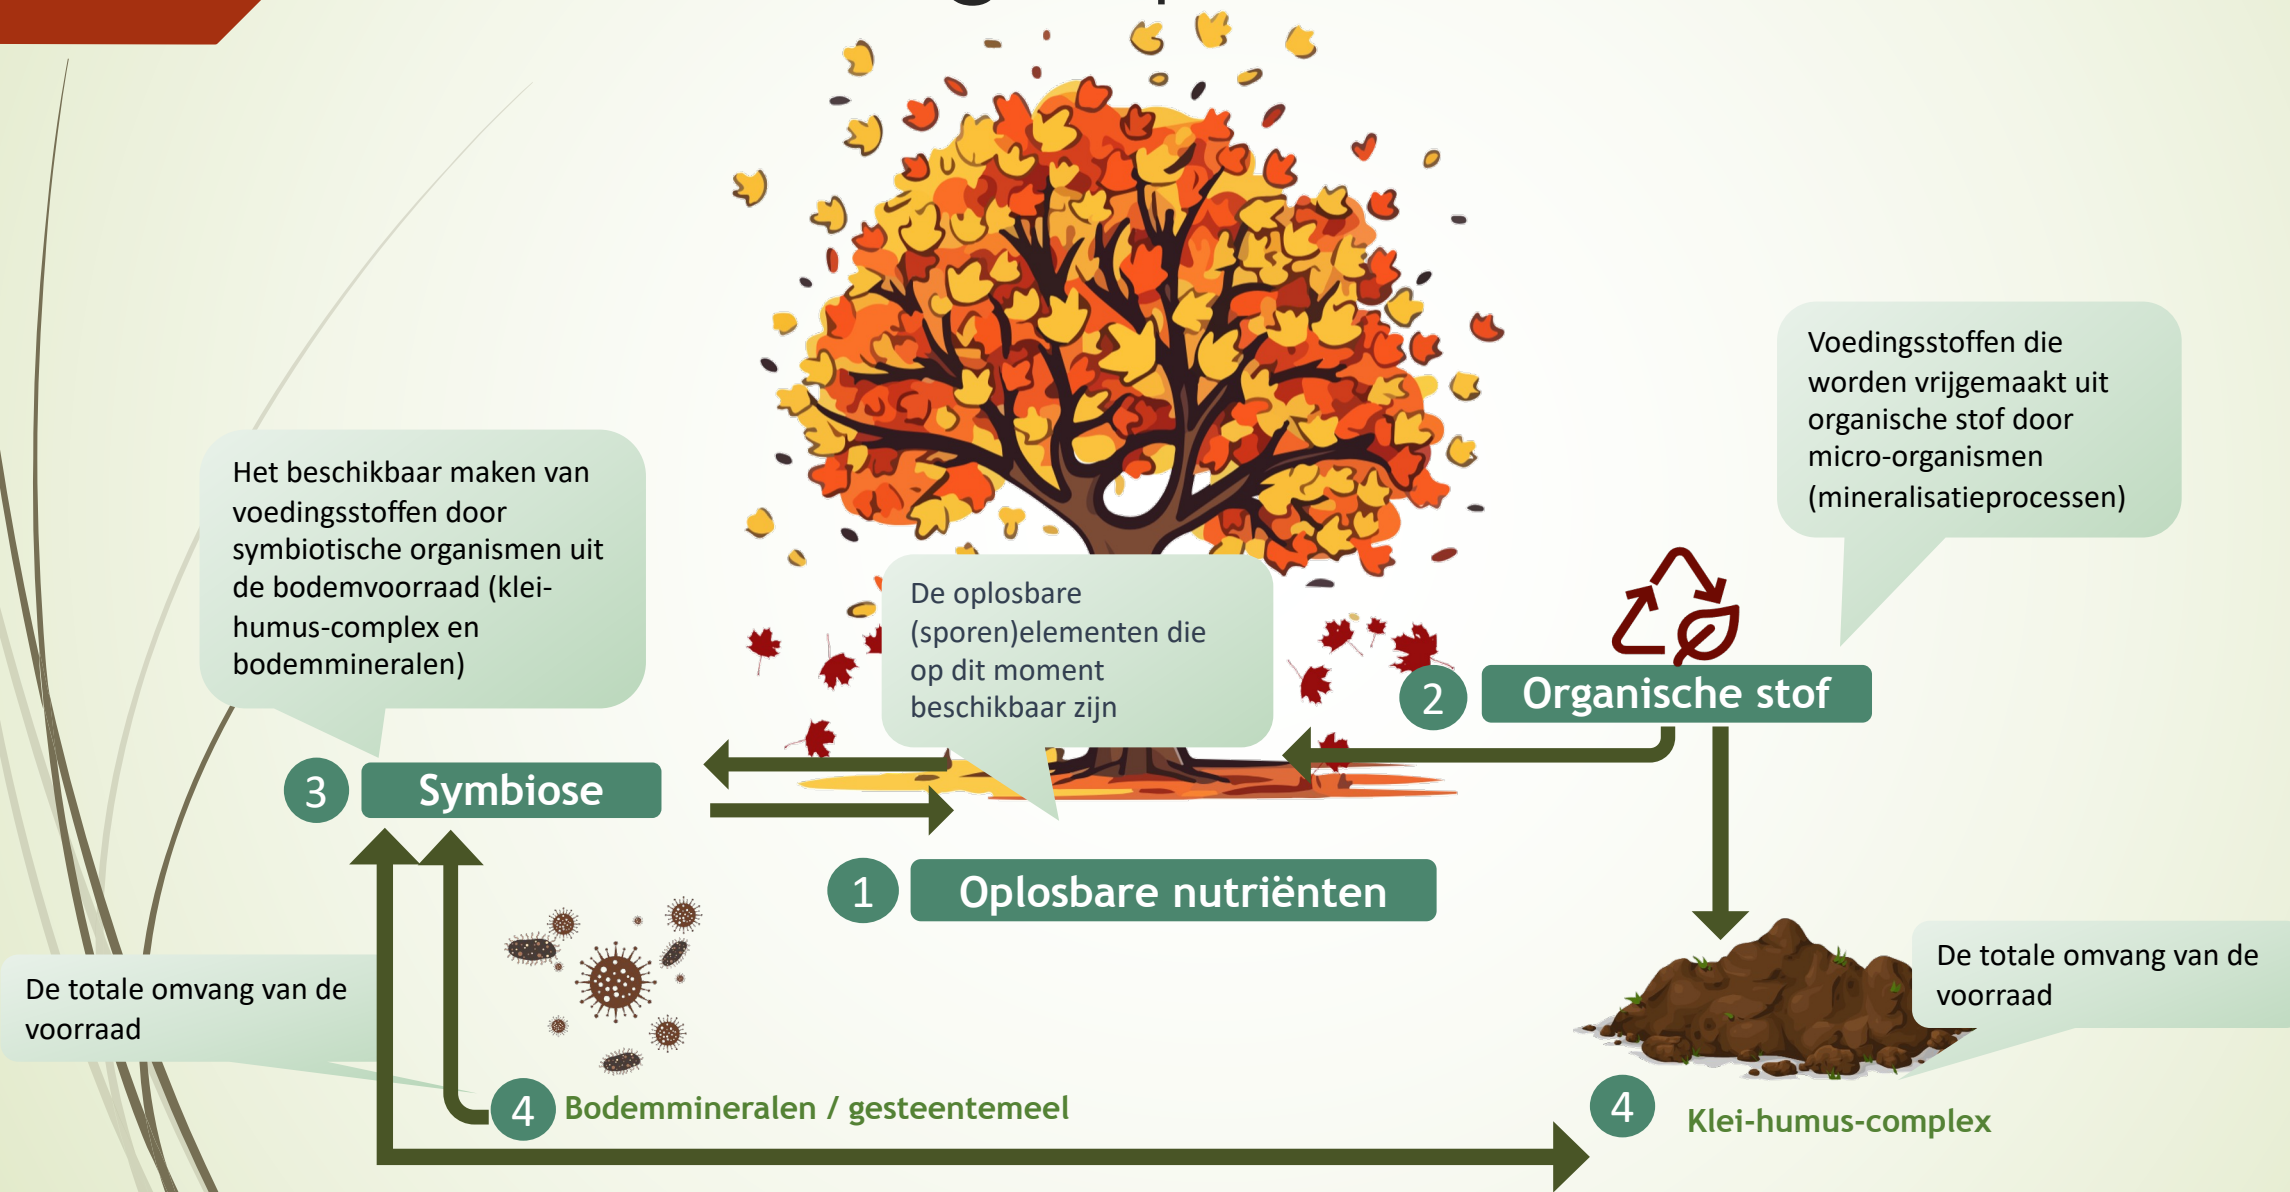 Voedingsstoffen die
worden vrijgemaakt uit
organische stof door
micro-organismen
(mineralisatieprocessen)
Het beschikbaar maken van
voedingsstoffen door
symbiotische organismen uit
de bodemvoorraad (klei-
humus-complex en
bodemmineralen)
De oplosbare
(sporen)elementen die
op dit moment
beschikbaar zijn
2 Organische stof
3 Symbiose
1 Oplosbare nutriënten
De totale omvang van de
voorraad
De totale omvang van de
voorraad
4 Bodemmineralen / gesteentemeel
4 Klei-humus-complex